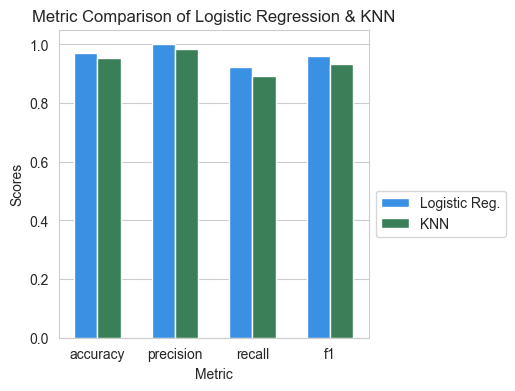 Metric Comparison of Logistic Regression & KNN
1.0
0.8
0.6
0.4
0.2
0.0
Scores
accuracy precision recall f1
Metric
Logistic Reg.
KNN